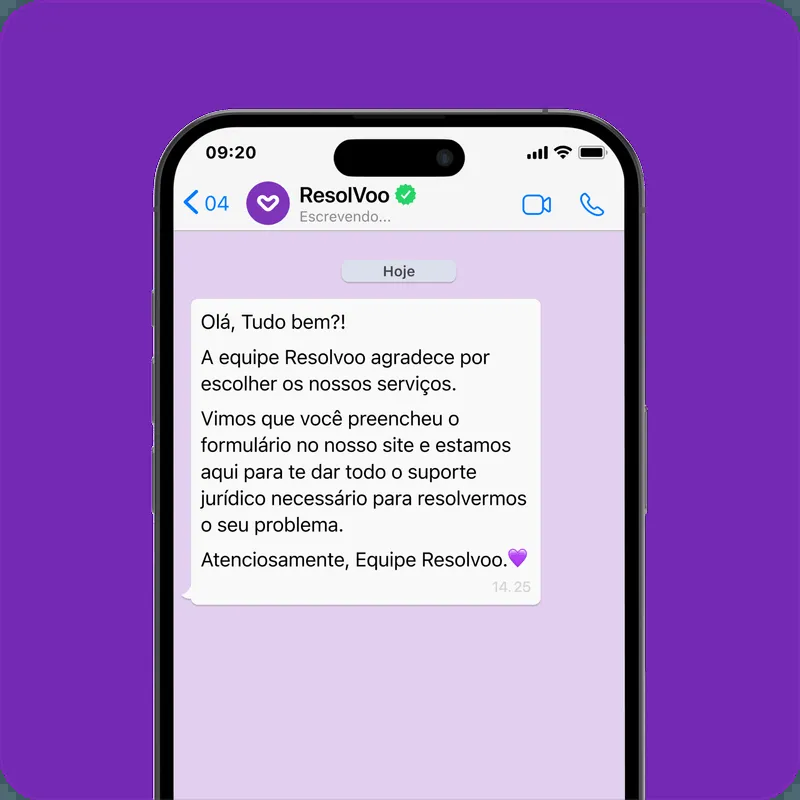 09:20
04
ResolVoo
Escrevendo...
Hoje
Olá, Tudo bem?!
A equipe Resolvoo agradece por
escolher os nossos serviços.
Vimos que você preencheu o
formulário no nosso site e estamos
aqui para te dar todo o suporte
jurídico necessário para resolvermos
o seu problema.
Atenciosamente, Equipe Resolvoo.💜
14.25